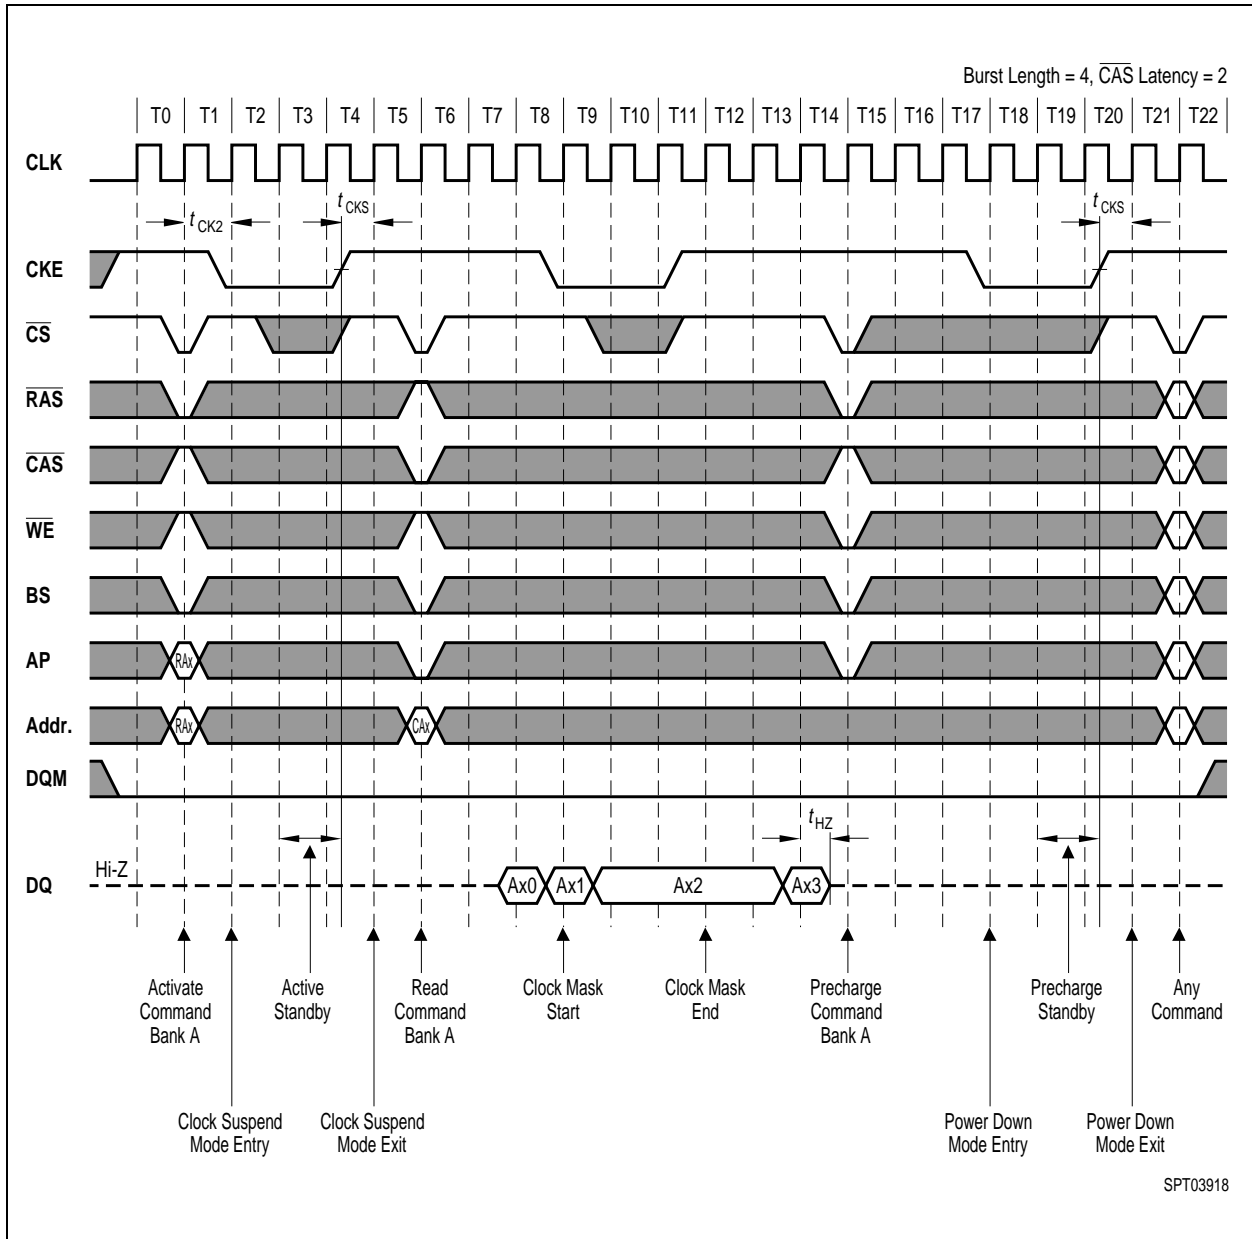 Burst Length = 4, CAS Latency = 2
T0 T1 T2 T3 T4 T5 T6 T7 T8 T9 T10 T11 T12 T13 T14 T15 T16 T17 T18 T19 T20 T21 T22
CLK
tCK2 tCKS tCKS
CKE
CS
RAS
CAS
WE
BS
AP RAx
Addr. RAx CAx
DQM
tHZ
Hi-Z
DQ Ax0 Ax1 Ax2 Ax3
Activate Command Bank A
Active Standby
Read Command Bank A
Clock Mask Start
Clock Mask End
Precharge Command Bank A
Precharge Standby
Any Command
Clock Suspend Mode Entry
Clock Suspend Mode Exit
Power Down Mode Entry
Power Down Mode Exit
SPT03918